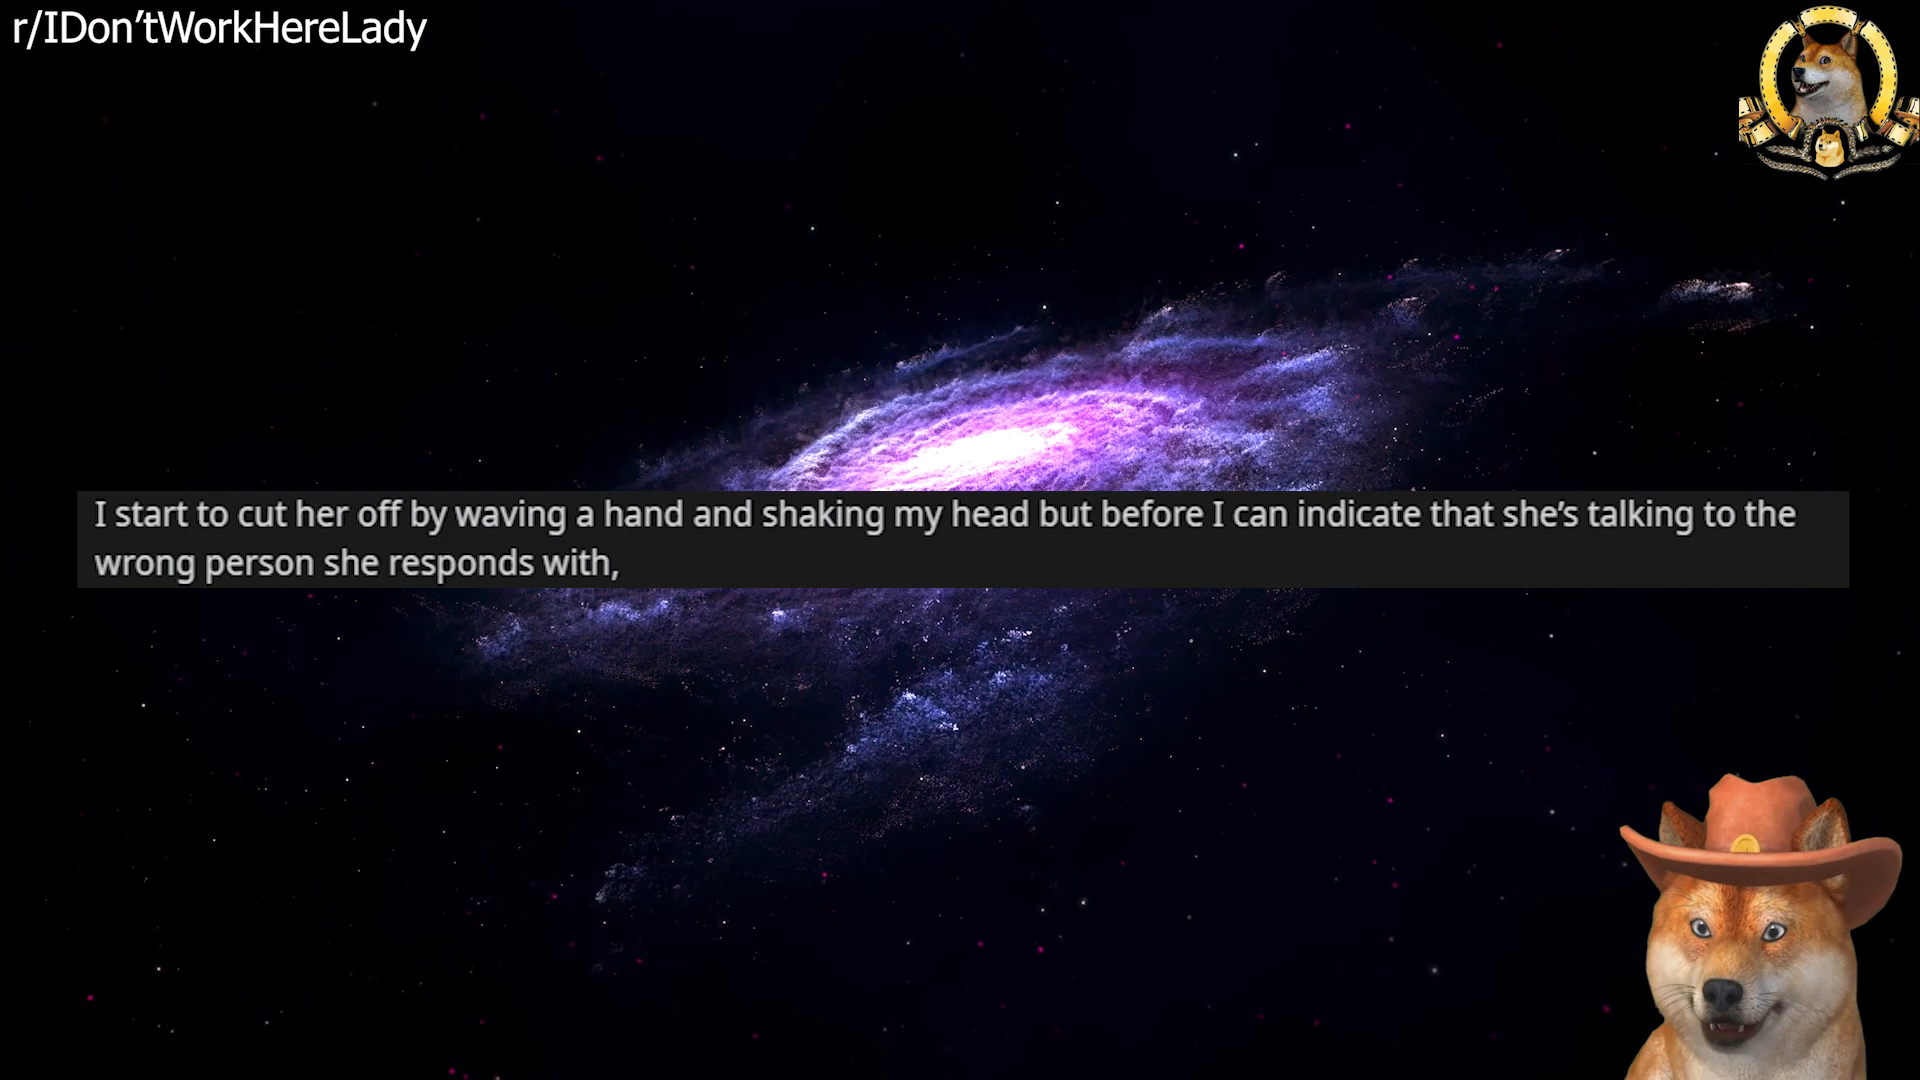 r/IDon’tWorkHereLady
I start to cut her off by waving a hand and shaking my head but before I can indicate that she’s talking to the
wrong person she responds with,